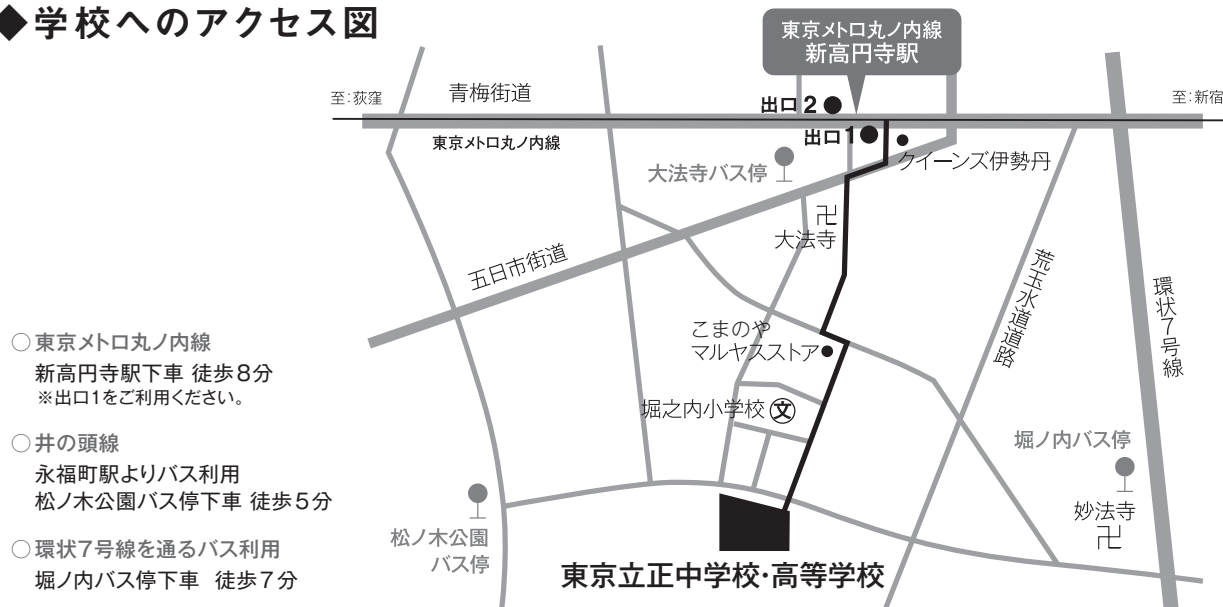 ◆学校へのアクセス図
東京メトロ丸ノ内線
新高円寺駅
至:荻窪
青梅街道
出口2
至:新宿
東京メトロ丸ノ内線
出口1
クイーンズ伊勢丹
大法寺バス停
卍
大法寺
五日市街道
荒玉水道道路
環状7号線
こまのや
マルヤスストア
堀之内小学校 文
堀ノ内バス停
妙法寺
卍
松ノ木公園
バス停
東京立正中学校・高等学校
○東京メトロ丸ノ内線
新高円寺駅下車 徒歩8分
※出口1をご利用ください。
○井の頭線
永福町駅よりバス利用
松ノ木公園バス停下車 徒歩5分
○環状7号線を通るバス利用
堀ノ内バス停下車 徒歩7分